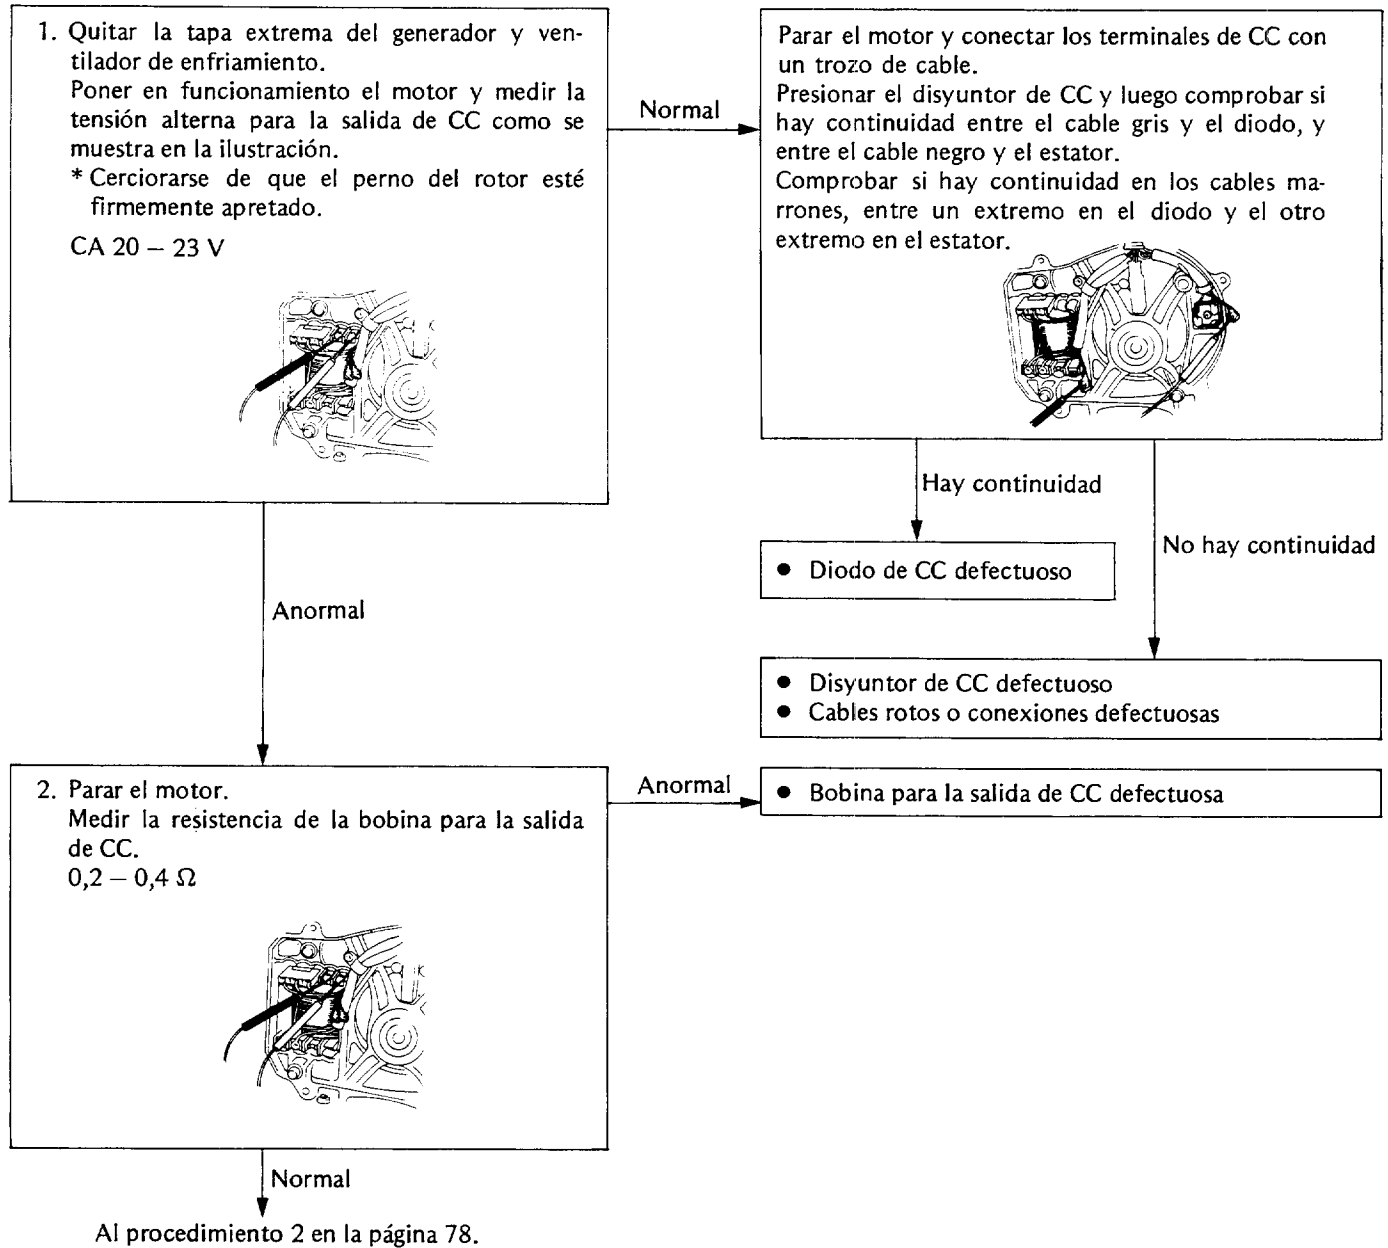 1. Quitar la tapa extrema del generador y ven-
tilador de enfriamiento.
Poner en funcionamiento el motor y medir la
tensión alterna para la salida de CC como se
muestra en la ilustración.
* Cerciorarse de que el perno del rotor esté
firmemente apretado.
CA 20 – 23 V
Normal
Parar el motor y conectar los terminales de CC con
un trozo de cable.
Presionar el disyuntor de CC y luego comprobar si
hay continuidad entre el cable gris y el diodo, y
entre el cable negro y el estator.
Comprobar si hay continuidad en los cables ma-
rrones, entre un extremo en el diodo y el otro
extremo en el estator.
Hay continuidad
No hay continuidad
● Diodo de CC defectuoso
Anormal
● Disyuntor de CC defectuoso
● Cables rotos o conexiones defectuosas
2. Parar el motor.
Medir la resistencia de la bobina para la salida
de CC.
0,2 – 0,4 Ω
Anormal
● Bobina para la salida de CC defectuosa
Normal
Al procedimiento 2 en la página 78.